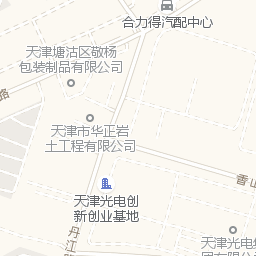 合力得汽配中心
天津塘沽区敬杨
包装制品有限公司
路
天津市华正岩
土工程有限公司
香山
天津光电创
新创业基地
丹江
天津光电